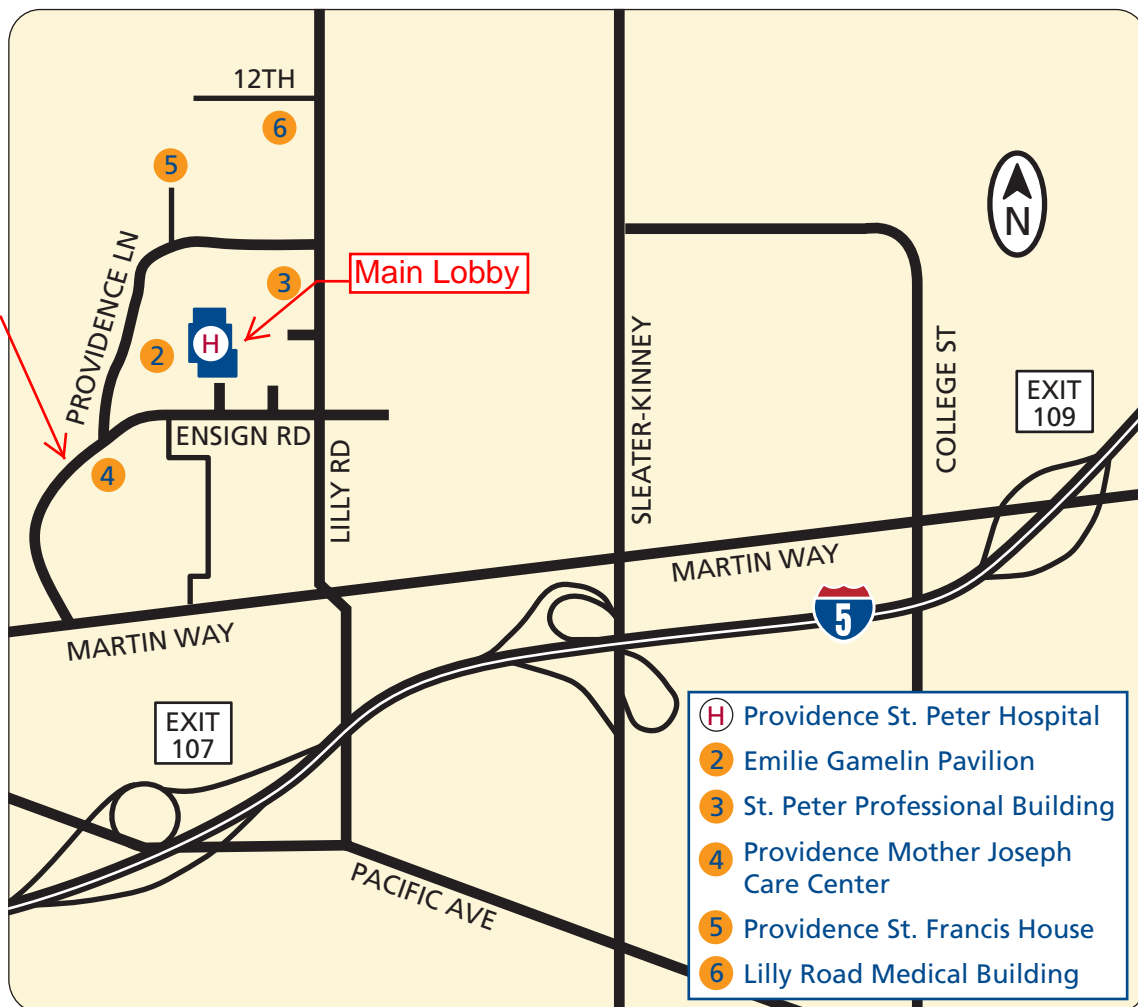 12TH
6
5
N
PROVIDENCE LN
3
Main Lobby
H
2
SLEATER-KINNEY
COLLEGE ST
EXIT
109
ENSIGN RD
4
LILLY RD
MARTIN WAY
5
MARTIN WAY
EXIT
107
PACIFIC AVE
H Providence St. Peter Hospital
2 Emilie Gamelin Pavilion
3 St. Peter Professional Building
4 Providence Mother Joseph
Care Center
5 Providence St. Francis House
6 Lilly Road Medical Building